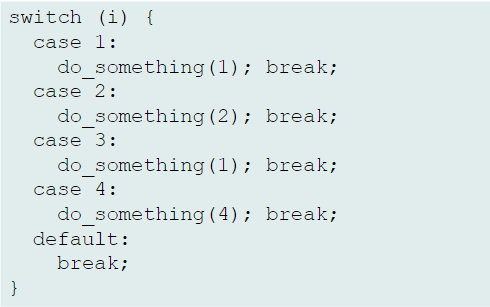 switch (i) {
  case 1:
    do_something(1); break;
  case 2:
    do_something(2); break;
  case 3:
    do_something(1); break;
  case 4:
    do_something(4); break;
  default:
    break;
}